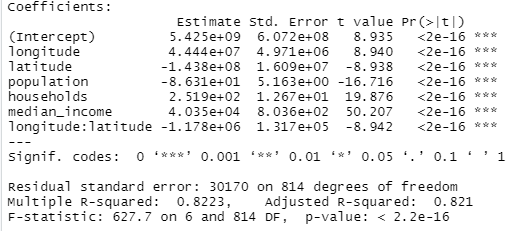 Coefficients:
Estimate Std. Error t value Pr(>|t|)
(Intercept) 5.425e+09 6.072e+08 8.935 <2e-16 ***
longitude 4.444e+07 4.971e+06 8.940 <2e-16 ***
latitude -1.438e+08 1.609e+07 -8.938 <2e-16 ***
population -8.631e+01 5.163e+00 -16.716 <2e-16 ***
households 2.519e+02 1.267e+01 19.876 <2e-16 ***
median_income 4.035e+04 8.036e+02 50.207 <2e-16 ***
longitude:latitude -1.178e+06 1.317e+05 -8.942 <2e-16 ***
---
Signif. codes: 0 ‘***’ 0.001 ‘**’ 0.01 ‘*’ 0.05 ‘.’ 0.1 ‘ ’ 1
Residual standard error: 30170 on 814 degrees of freedom
Multiple R-squared: 0.8223, Adjusted R-squared: 0.821
F-statistic: 627.7 on 6 and 814 DF, p-value: < 2.2e-16